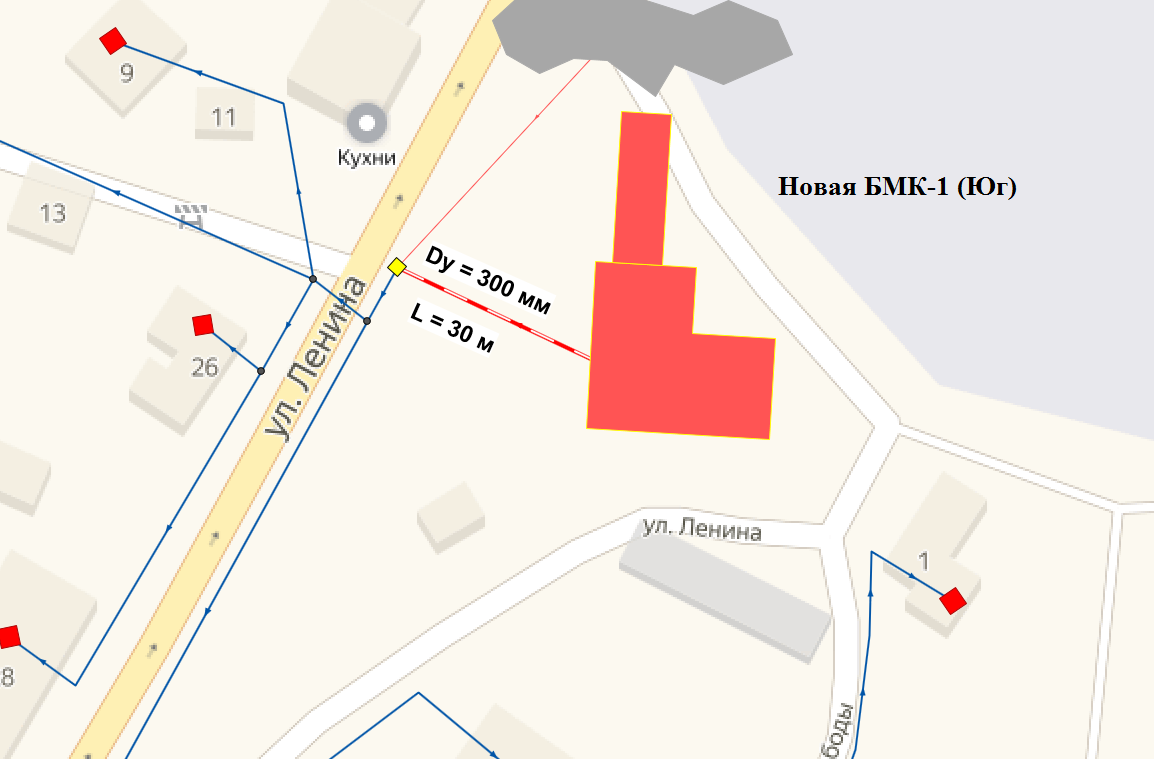 9
11
Кухни
Новая БМК-1 (Юг)
13
Dy = 300 мм
L = 30 м
ул. Ленина
26
ул. Ленина
1
8
боды